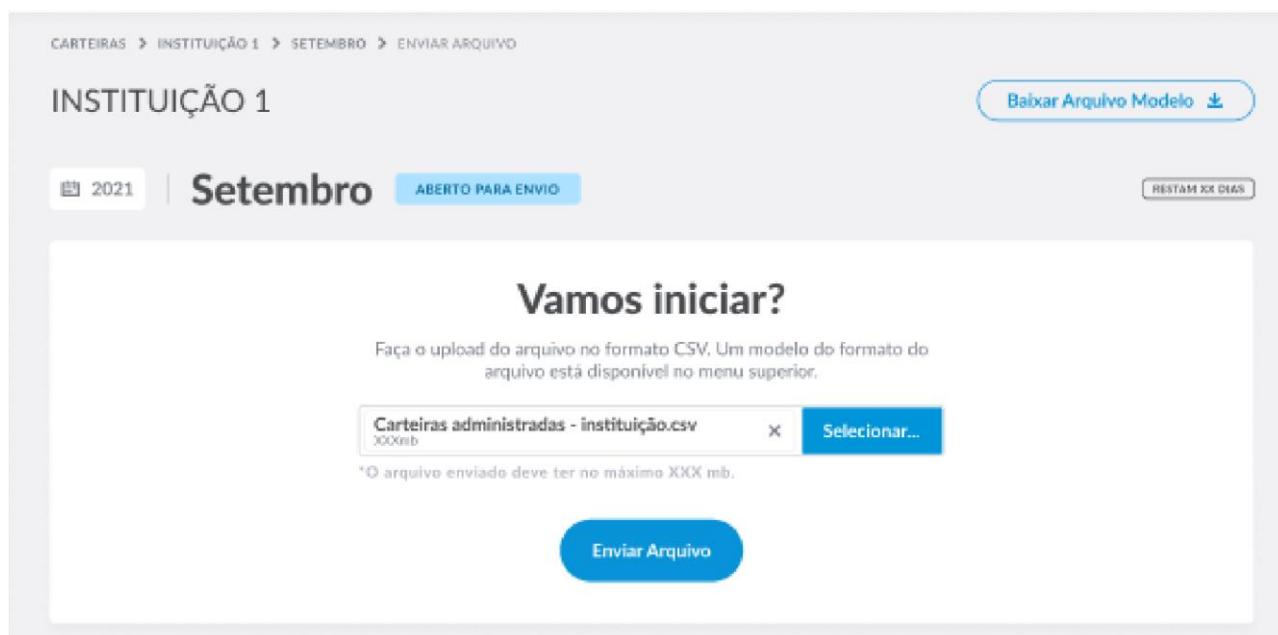 CARTEIRAS > INSTITUIÇÃO 1 > SETEMBRO > ENVIAR ARQUIVO
INSTITUIÇÃO 1
Baixar Arquivo Modelo
2021
Setembro
ABERTO PARA ENVIO
RESTAM XX DIAS
Vamos iniciar?
Faça o upload do arquivo no formato CSV. Um modelo do formato do
arquivo está disponível no menu superior.
Carteiras administradas - instituição.csv
XXXmb
Selecionar...
*O arquivo enviado deve ter no máximo XXX mb.
Enviar Arquivo